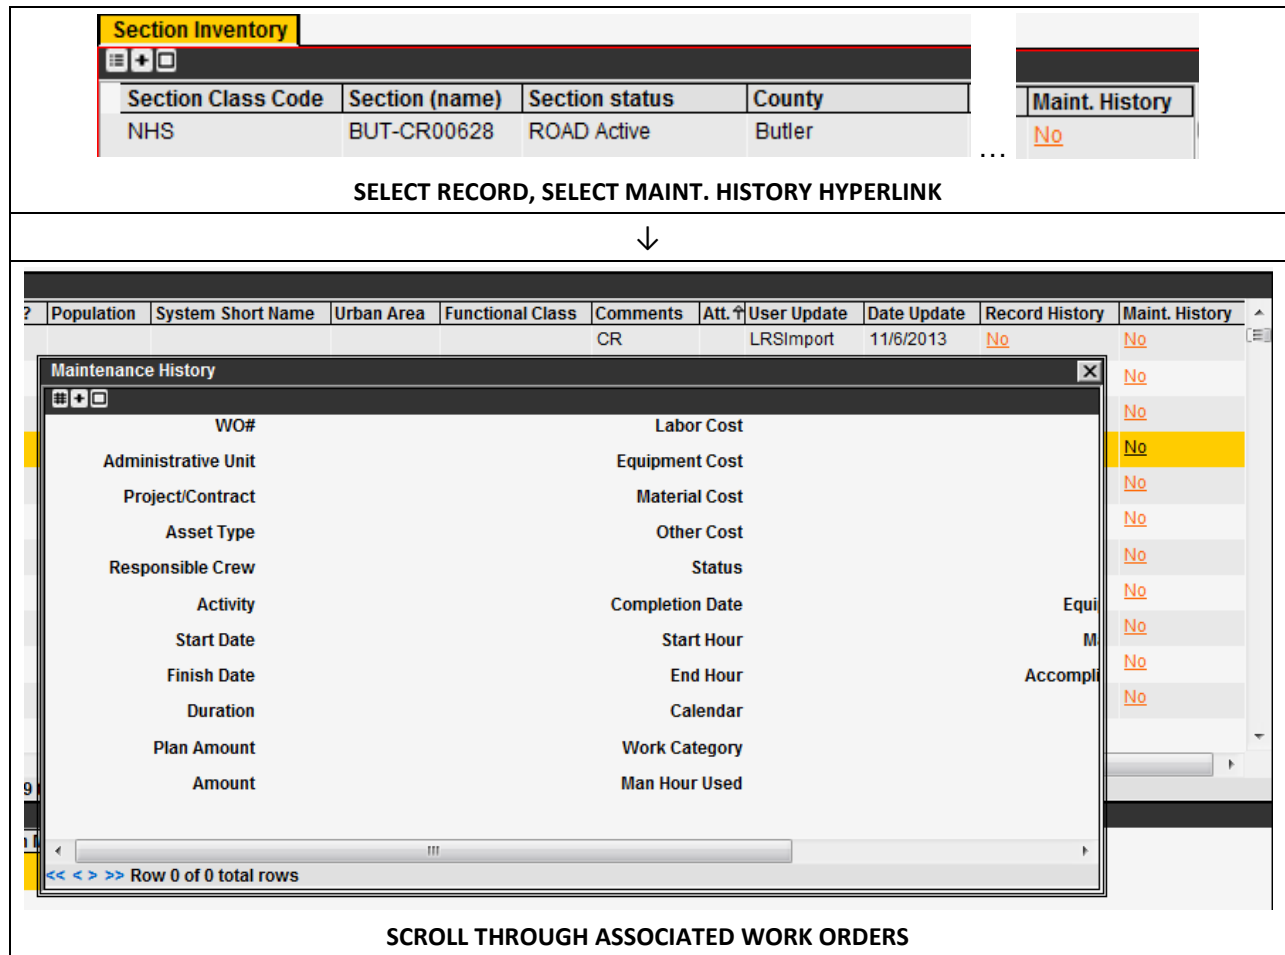 Section Inventory
Section Class Code Section (name) Section status County Maint. History
NHS BUT-CR00628 ROAD Active Butler ... No
SELECT RECORD, SELECT MAINT. HISTORY HYPERLINK
↓
? Population System Short Name Urban Area Functional Class Comments Att. User Update Date Update Record History Maint. History
CR LRSImport 11/6/2013 No No
Maintenance History
No
WO# Labor Cost
No
Administrative Unit Equipment Cost
No
Project/Contract Material Cost
No
Asset Type Other Cost
No
Responsible Crew Status
No
Activity Completion Date Equi
No
Start Date Start Hour M
No
Finish Date End Hour Accompli
No
Duration Calendar
No
Plan Amount Work Category
Amount Man Hour Used
9
<< < > >> Row 0 of 0 total rows
SCROLL THROUGH ASSOCIATED WORK ORDERS